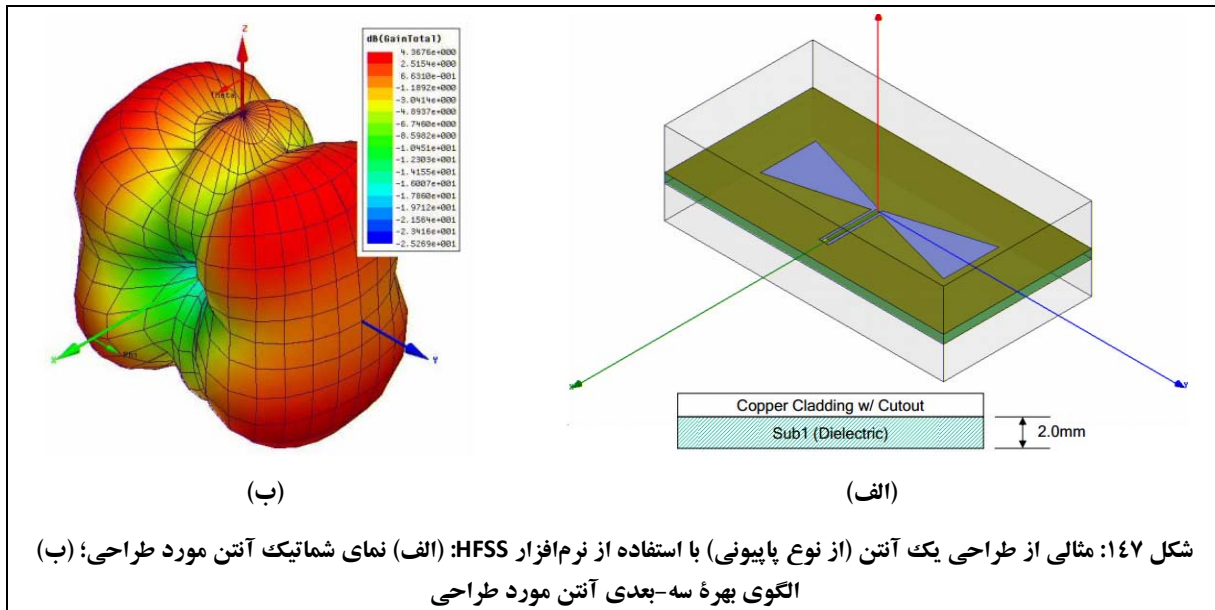 Z
Theta
dB(GainTotal)
4.3676e+000
2.5154e+000
6.6310e-001
-1.1892e+000
-3.0414e+000
-4.8937e+000
-6.7460e+000
-8.5982e+000
-1.0451e+001
-1.2303e+001
-1.4155e+001
-1.6007e+001
-1.7860e+001
-1.9712e+001
-2.1564e+001
-2.3416e+001
-2.5269e+001
X
Phi
Y
Y
Copper Cladding w/ Cutout
Sub1 (Dielectric)
2.0mm
(ب)
(الف)
شکل ١٤٧: مثالی از طراحی یک آنتن (از نوع پاپیونی) با استفاده از نرم‌افزار HFSS: (الف) نمای شماتیک آنتن مورد طراحی؛ (ب)
الگوی بهرهٔ سه-بعدی آنتن مورد طراحی